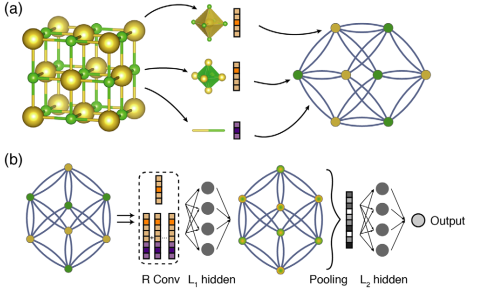 (a)
(b)
Output
R Conv
L1 hidden
Pooling
L2 hidden